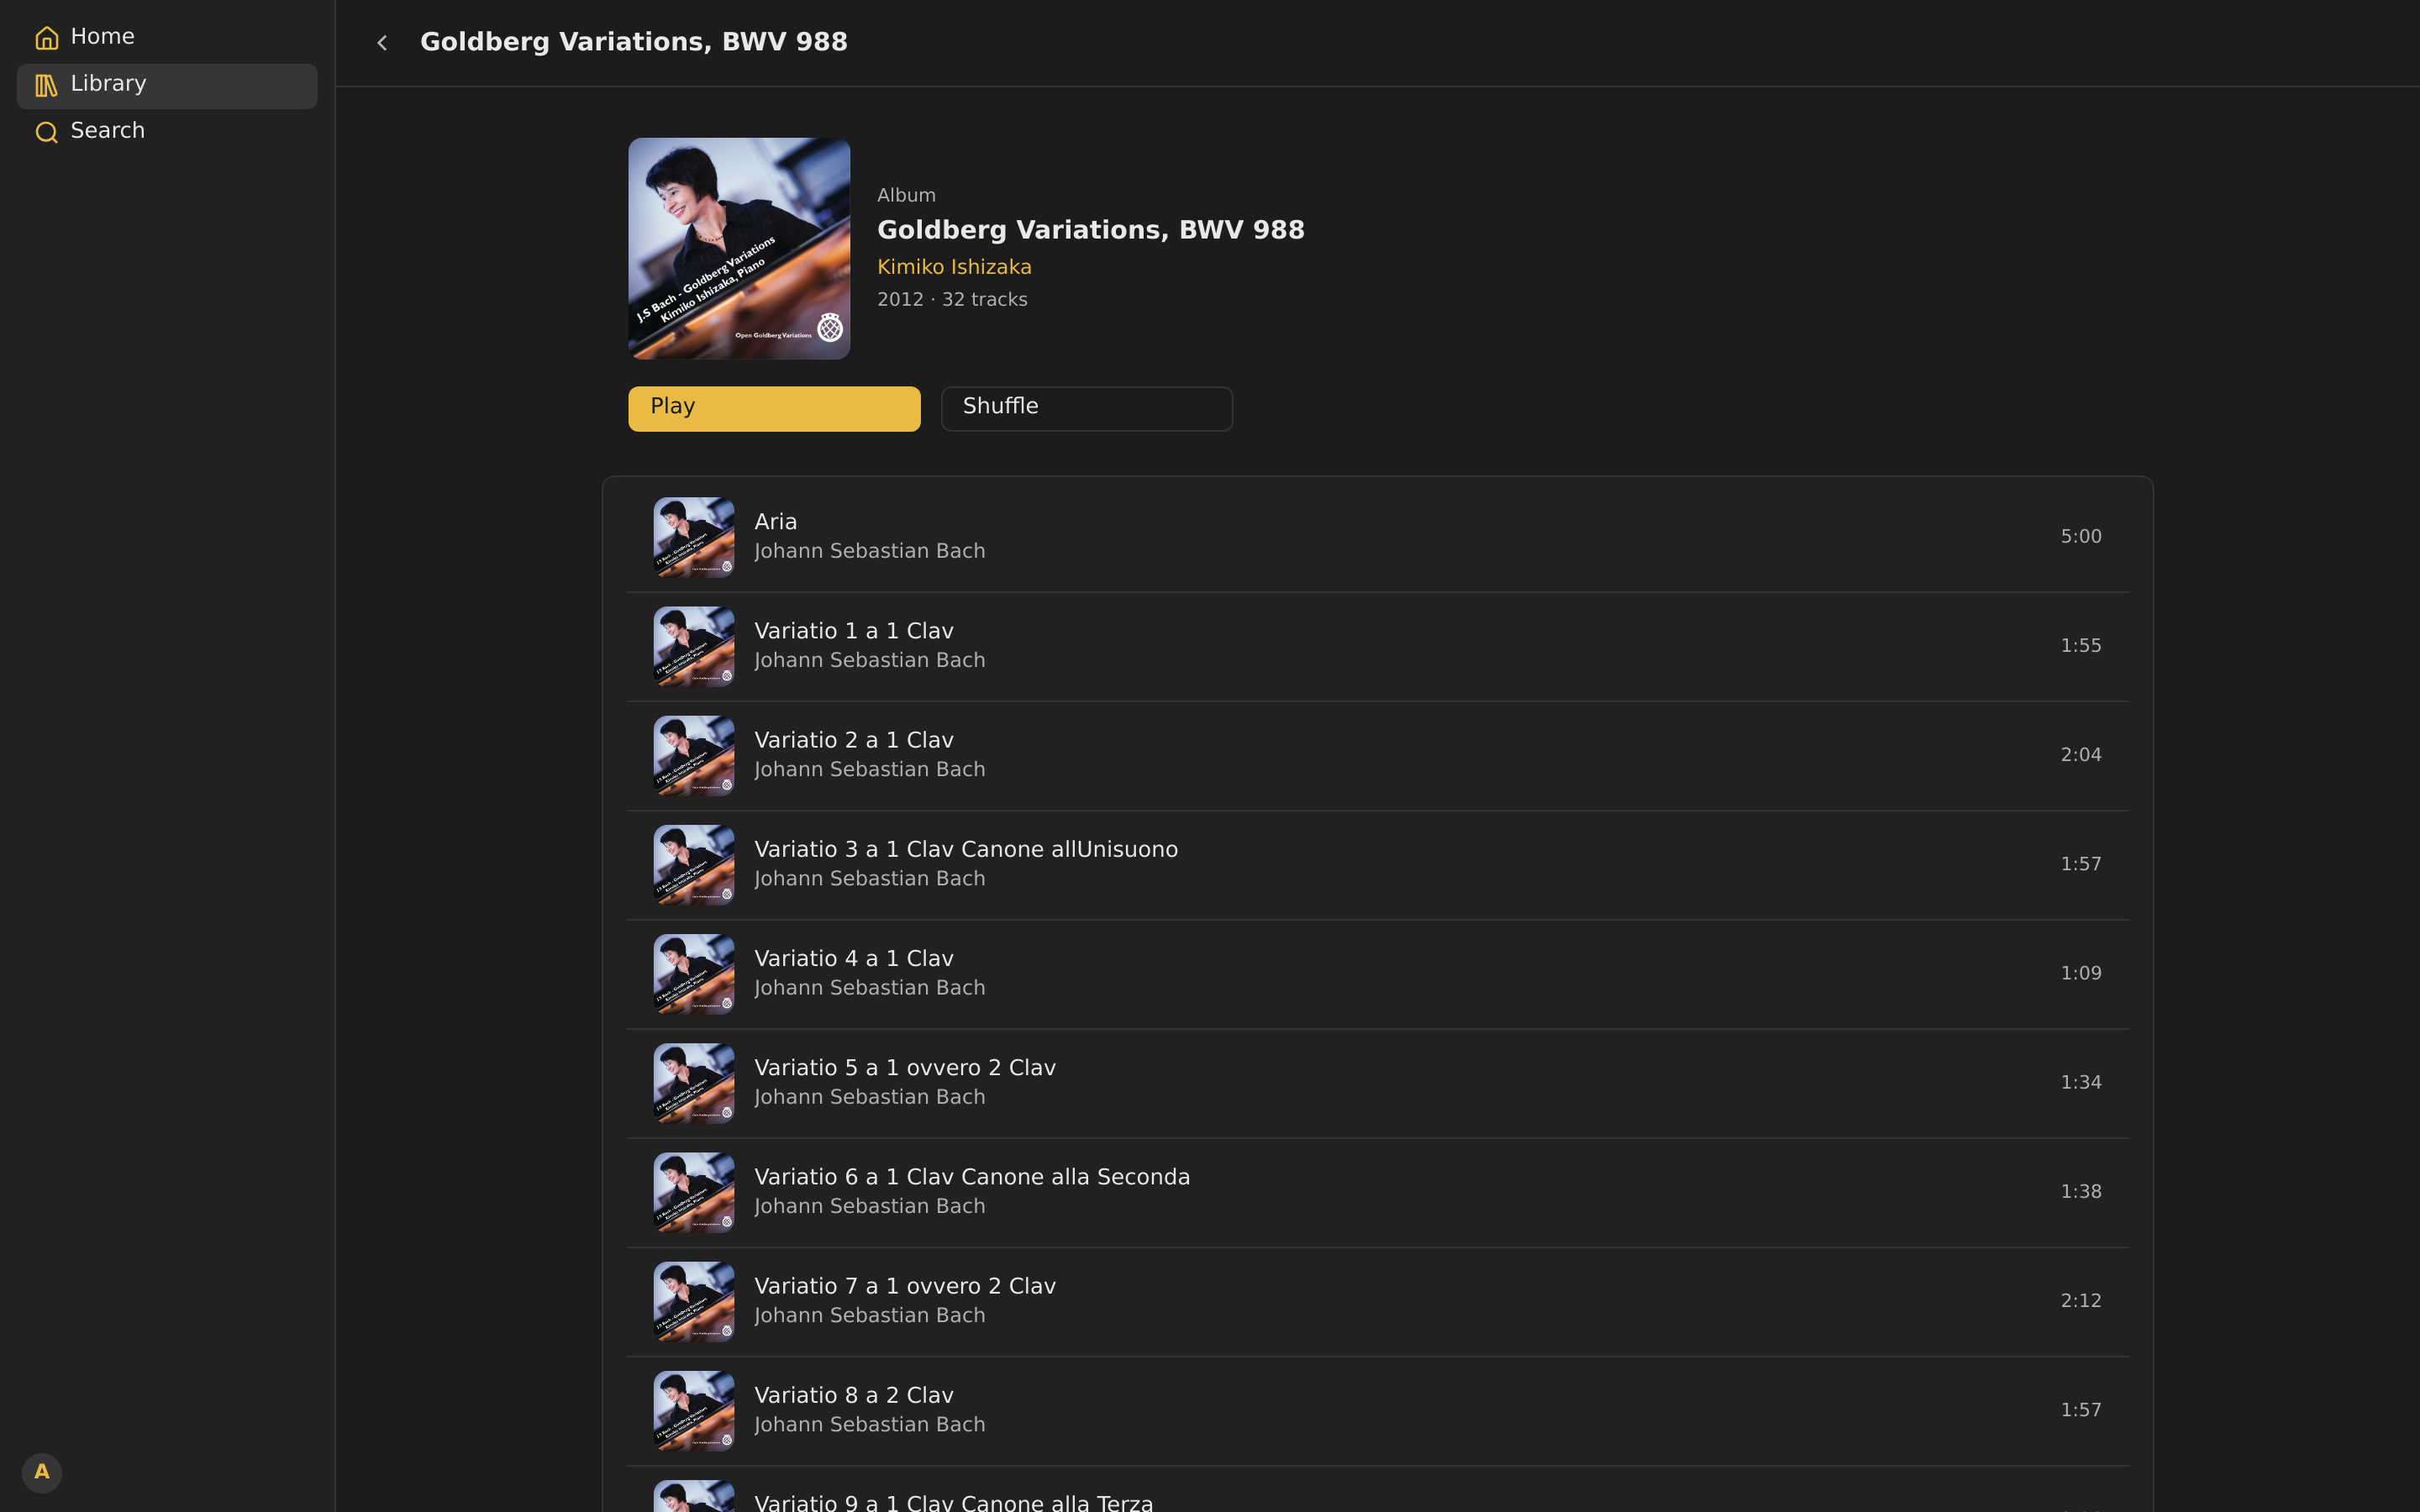 Home
Library
Search
A
Goldberg Variations, BWV 988
J.S Bach - Goldberg Variations
Kimiko Ishizaka, Piano
Open Goldberg Variations
Album
Goldberg Variations, BWV 988
Kimiko Ishizaka
2012 · 32 tracks
Play
Shuffle
Aria
Johann Sebastian Bach
5:00
Variatio 1 a 1 Clav
Johann Sebastian Bach
1:55
Variatio 2 a 1 Clav
Johann Sebastian Bach
2:04
Variatio 3 a 1 Clav Canone allUnisuono
Johann Sebastian Bach
1:57
Variatio 4 a 1 Clav
Johann Sebastian Bach
1:09
Variatio 5 a 1 ovvero 2 Clav
Johann Sebastian Bach
1:34
Variatio 6 a 1 Clav Canone alla Seconda
Johann Sebastian Bach
1:38
Variatio 7 a 1 ovvero 2 Clav
Johann Sebastian Bach
2:12
Variatio 8 a 2 Clav
Johann Sebastian Bach
1:57
Variatio 9 a 1 Clav Canone alla Terza